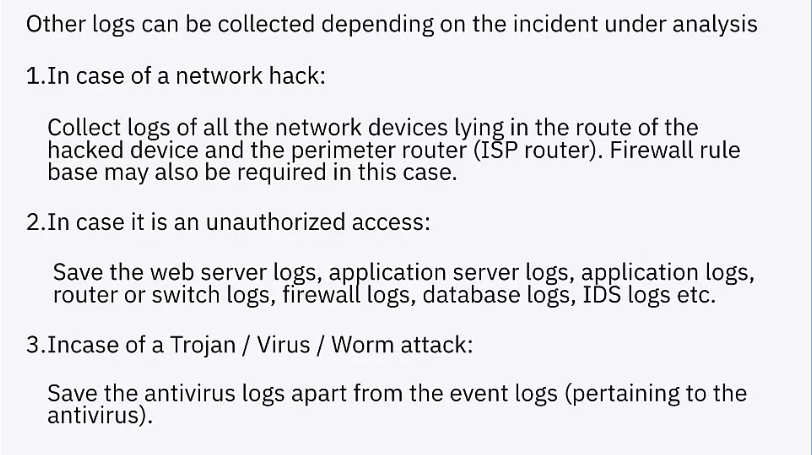 Other logs can be collected depending on the incident under analysis
1.In case of a network hack:
Collect logs of all the network devices lying in the route of the
hacked device and the perimeter router (ISP router). Firewall rule
base may also be required in this case.
2.In case it is an unauthorized access:
Save the web server logs, application server logs, application logs,
router or switch logs, firewall logs, database logs, IDS logs etc.
3.Incase of a Trojan / Virus / Worm attack:
Save the antivirus logs apart from the event logs (pertaining to the
antivirus).